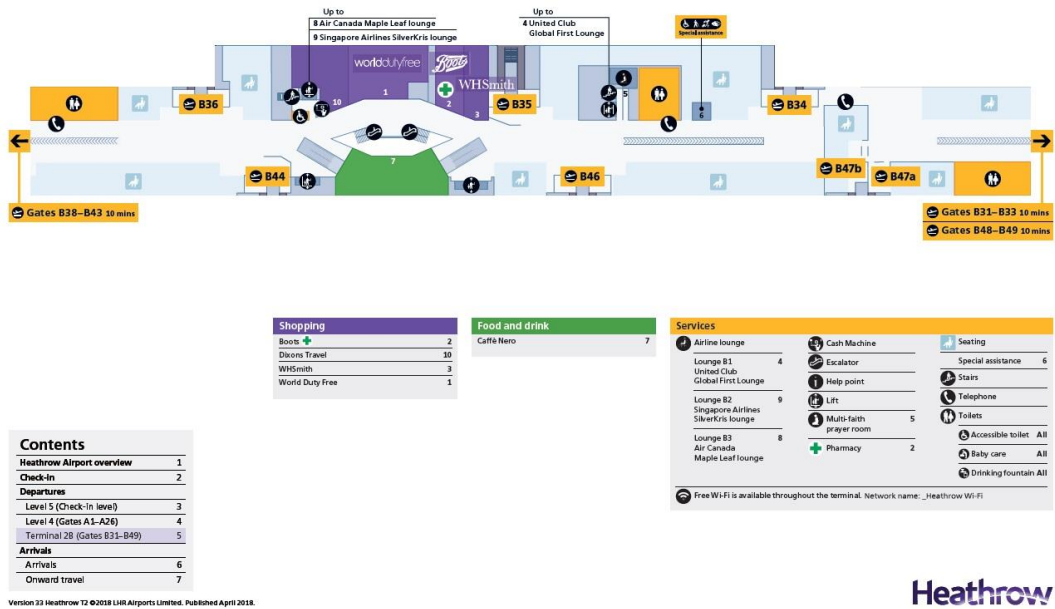 Up to
8 Air Canada Maple Leaf lounge
9 Singapore Airlines SilverKris lounge
Up to
4 United Club
Global First Lounge
Special assistance
worlddutyfree
Boots
WHSmith
B36
10
1
2
3
B35
5
6
B34
7
B44
B46
B47b
B47a
Gates B38–B43 10 mins
Gates B31–B33 10 mins
Gates B48–B49 10 mins
Shopping
Boots 2
Dixons Travel 10
WHSmith 3
World Duty Free 1
Food and drink
Caffè Nero 7
Services
Airline lounge
Lounge B1 4
United Club
Global First Lounge
Lounge B2 9
Singapore Airlines
SilverKris lounge
Lounge B3 8
Air Canada
Maple Leaf lounge
Cash Machine
Escalator
Help point
Lift
Multi-faith 5
prayer room
Pharmacy 2
Seating
Special assistance 6
Stairs
Telephone
Toilets
Accessible toilet All
Baby care All
Drinking fountain All
Free Wi-Fi is available throughout the terminal. Network name: _Heathrow Wi-Fi
Contents
Heathrow Airport overview 1
Check-in 2
Departures
Level 5 (Check-in level) 3
Level 4 (Gates A1–A26) 4
Terminal 2B (Gates B31–B49) 5
Arrivals
Arrivals 6
Onward travel 7
Version 33 Heathrow T2 ©2018 LHR Airports Limited. Published April 2018.
Heathrow